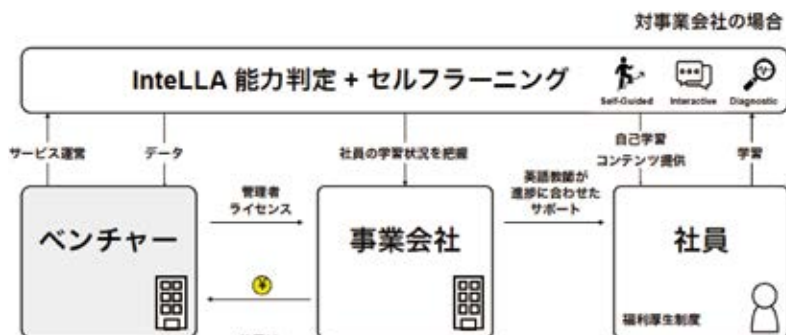 対事業会社の場合
InteLLA 能力判定 + セルフラーニング
Self-Guided
Interactive
Diagnostic
サービス運営
データ
社員の学習状況を把握
自己学習
コンテンツ提供
学習
ベンチャー
管理者
ライセンス
¥
事業会社
英語教師が
進捗に合わせた
サポート
社員
福利厚生制度